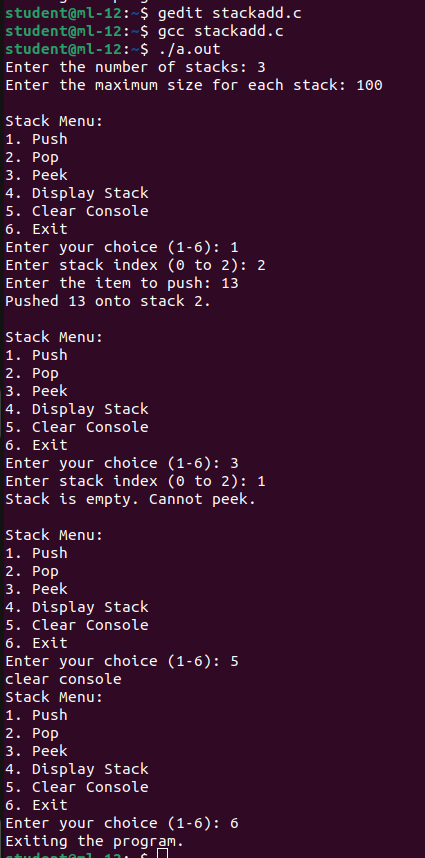 student@ml-12:~$ gedit stackadd.c
student@ml-12:~$ gcc stackadd.c
student@ml-12:~$ ./a.out
Enter the number of stacks: 3
Enter the maximum size for each stack: 100

Stack Menu:
1. Push
2. Pop
3. Peek
4. Display Stack
5. Clear Console
6. Exit
Enter your choice (1-6): 1
Enter stack index (0 to 2): 2
Enter the item to push: 13
Pushed 13 onto stack 2.

Stack Menu:
1. Push
2. Pop
3. Peek
4. Display Stack
5. Clear Console
6. Exit
Enter your choice (1-6): 3
Enter stack index (0 to 2): 1
Stack is empty. Cannot peek.

Stack Menu:
1. Push
2. Pop
3. Peek
4. Display Stack
5. Clear Console
6. Exit
Enter your choice (1-6): 5
clear console
Stack Menu:
1. Push
2. Pop
3. Peek
4. Display Stack
5. Clear Console
6. Exit
Enter your choice (1-6): 6
Exiting the program.
student@ml-12:~$